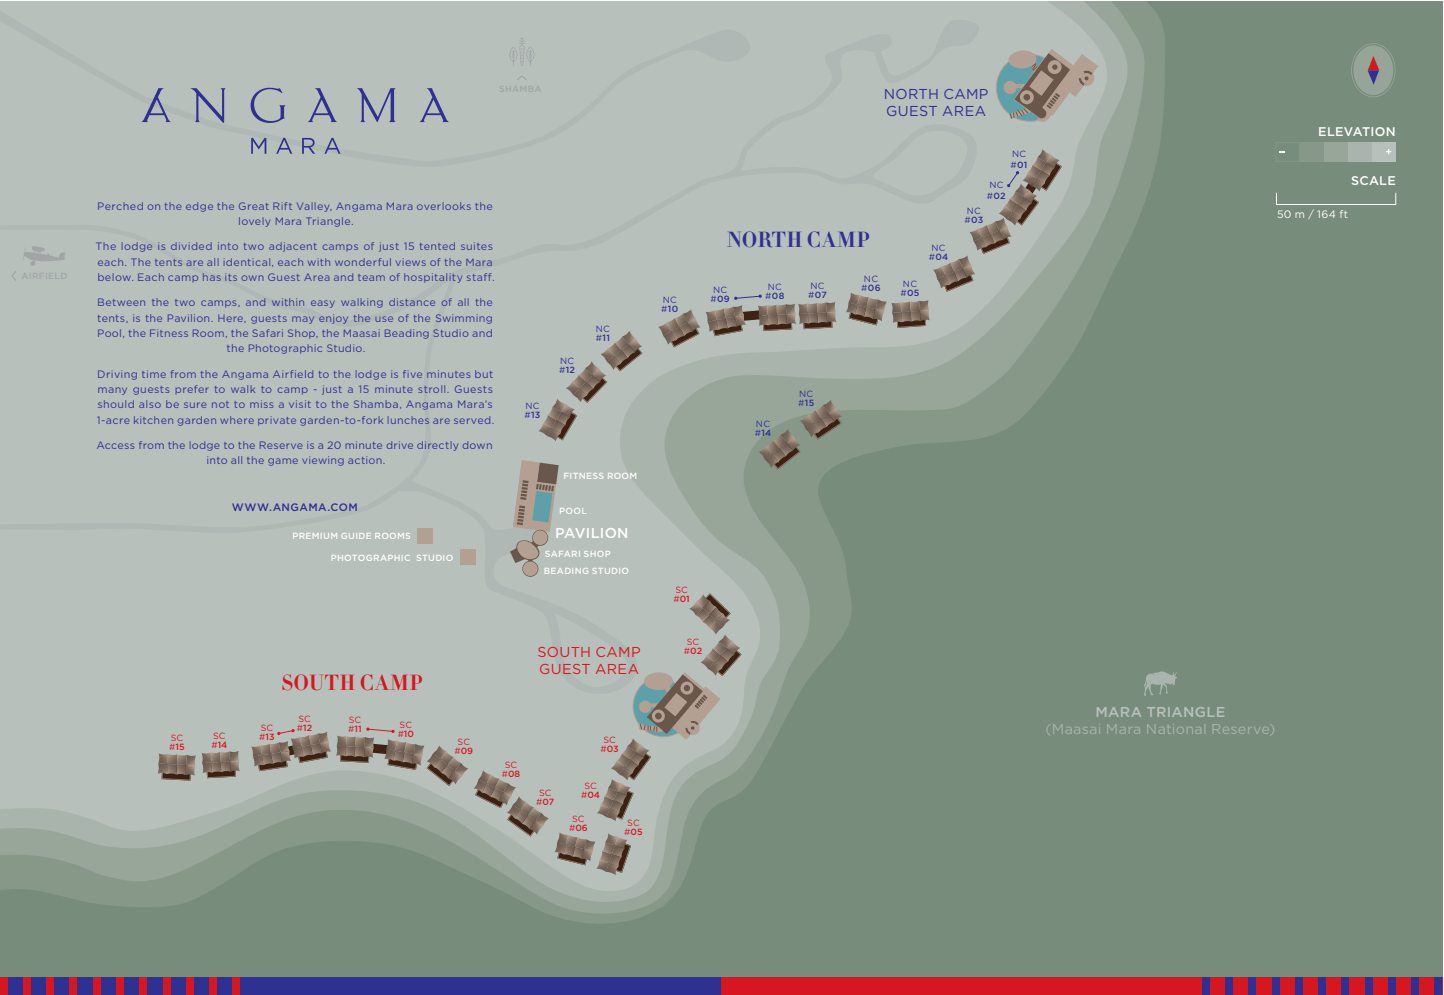 ANGAMA
MARA
Perched on the edge the Great Rift Valley, Angama Mara overlooks the
lovely Mara Triangle.
The lodge is divided into two adjacent camps of just 15 tented suites
each. The tents are all identical, each with wonderful views of the Mara
below. Each camp has its own Guest Area and team of hospitality staff.
Between the two camps, and within easy walking distance of all the
tents, is the Pavilion. Here, guests may enjoy the use of the Swimming
Pool, the Fitness Room, the Safari Shop, the Maasai Beading Studio and
the Photographic Studio.
Driving time from the Angama Airfield to the lodge is five minutes but
many guests prefer to walk to camp - just a 15 minute stroll. Guests
should also be sure not to miss a visit to the Shamba, Angama Mara's
1-acre kitchen garden where private garden-to-fork lunches are served.
Access from the lodge to the Reserve is a 20 minute drive directly down
into all the game viewing action.
WWW.ANGAMA.COM
SHAMBA
AIRFIELD
NORTH CAMP
GUEST AREA
ELEVATION
- +
SCALE
50 m / 164 ft
NORTH CAMP
NC
#01
NC
#02
NC
#03
NC
#04
NC
#05
NC
#06
NC
#07
NC
#08
NC
#09
NC
#10
NC
#11
NC
#12
NC
#13
NC
#14
NC
#15
FITNESS ROOM
POOL
PAVILION
SAFARI SHOP
BEADING STUDIO
PREMIUM GUIDE ROOMS
PHOTOGRAPHIC STUDIO
SOUTH CAMP
GUEST AREA
SOUTH CAMP
SC
#01
SC
#02
SC
#03
SC
#04
SC
#05
SC
#06
SC
#07
SC
#08
SC
#09
SC
#10
SC
#11
SC
#12
SC
#13
SC
#14
SC
#15
MARA TRIANGLE
(Maasai Mara National Reserve)